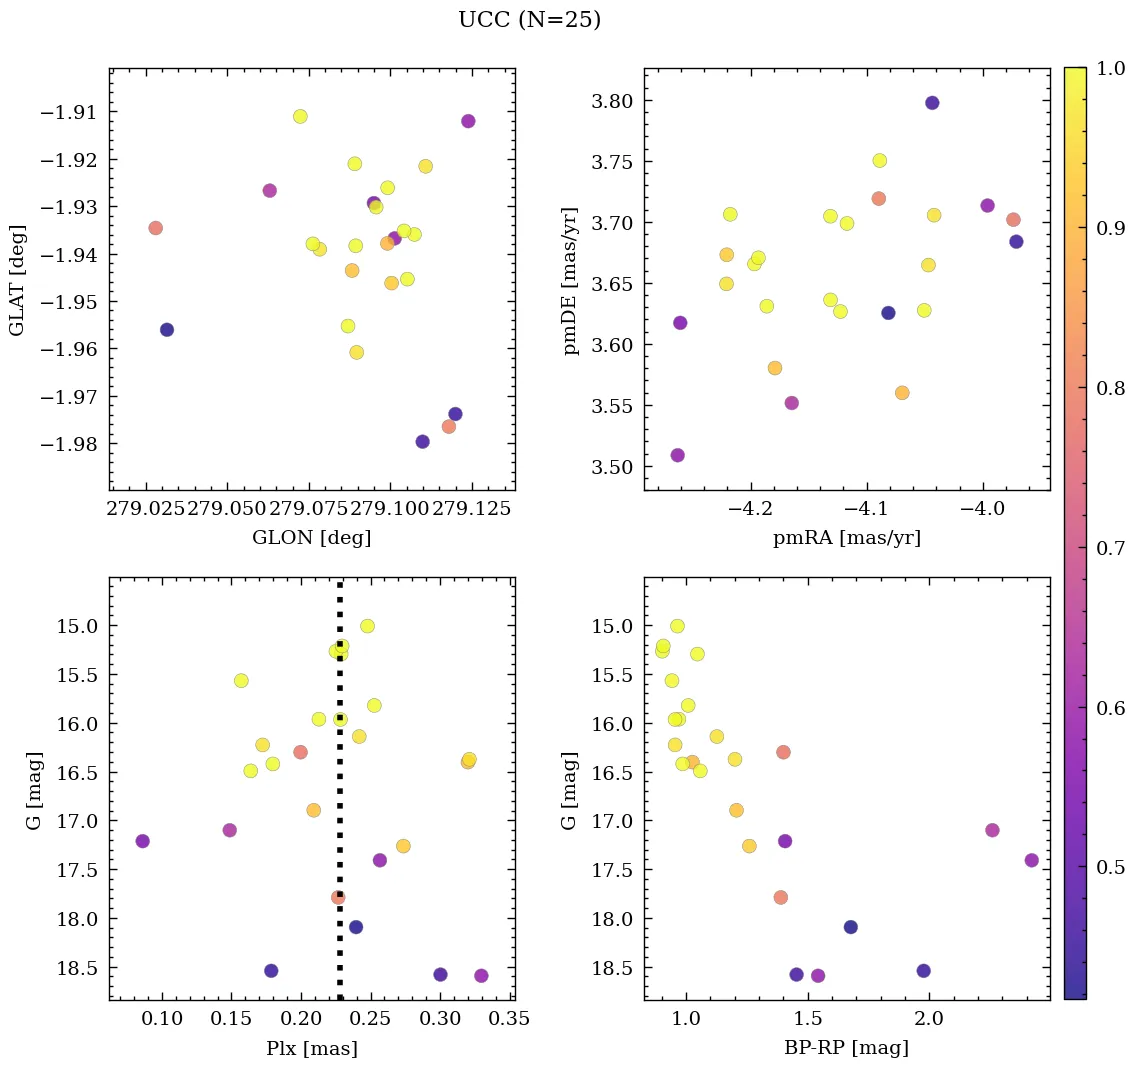 UCC (N=25)
−1.91
−1.92
−1.93
−1.94
−1.95
−1.96
−1.97
−1.98
GLAT [deg]
279.025 279.050 279.075 279.100 279.125
GLON [deg]
3.80
3.75
3.70
3.65
3.60
3.55
3.50
pmDE [mas/yr]
−4.2 −4.1 −4.0
pmRA [mas/yr]
1.0
0.9
0.8
0.7
0.6
0.5
15.0
15.5
16.0
16.5
17.0
17.5
18.0
18.5
G [mag]
0.10 0.15 0.20 0.25 0.30 0.35
Plx [mas]
15.0
15.5
16.0
16.5
17.0
17.5
18.0
18.5
G [mag]
1.0 1.5 2.0
BP-RP [mag]